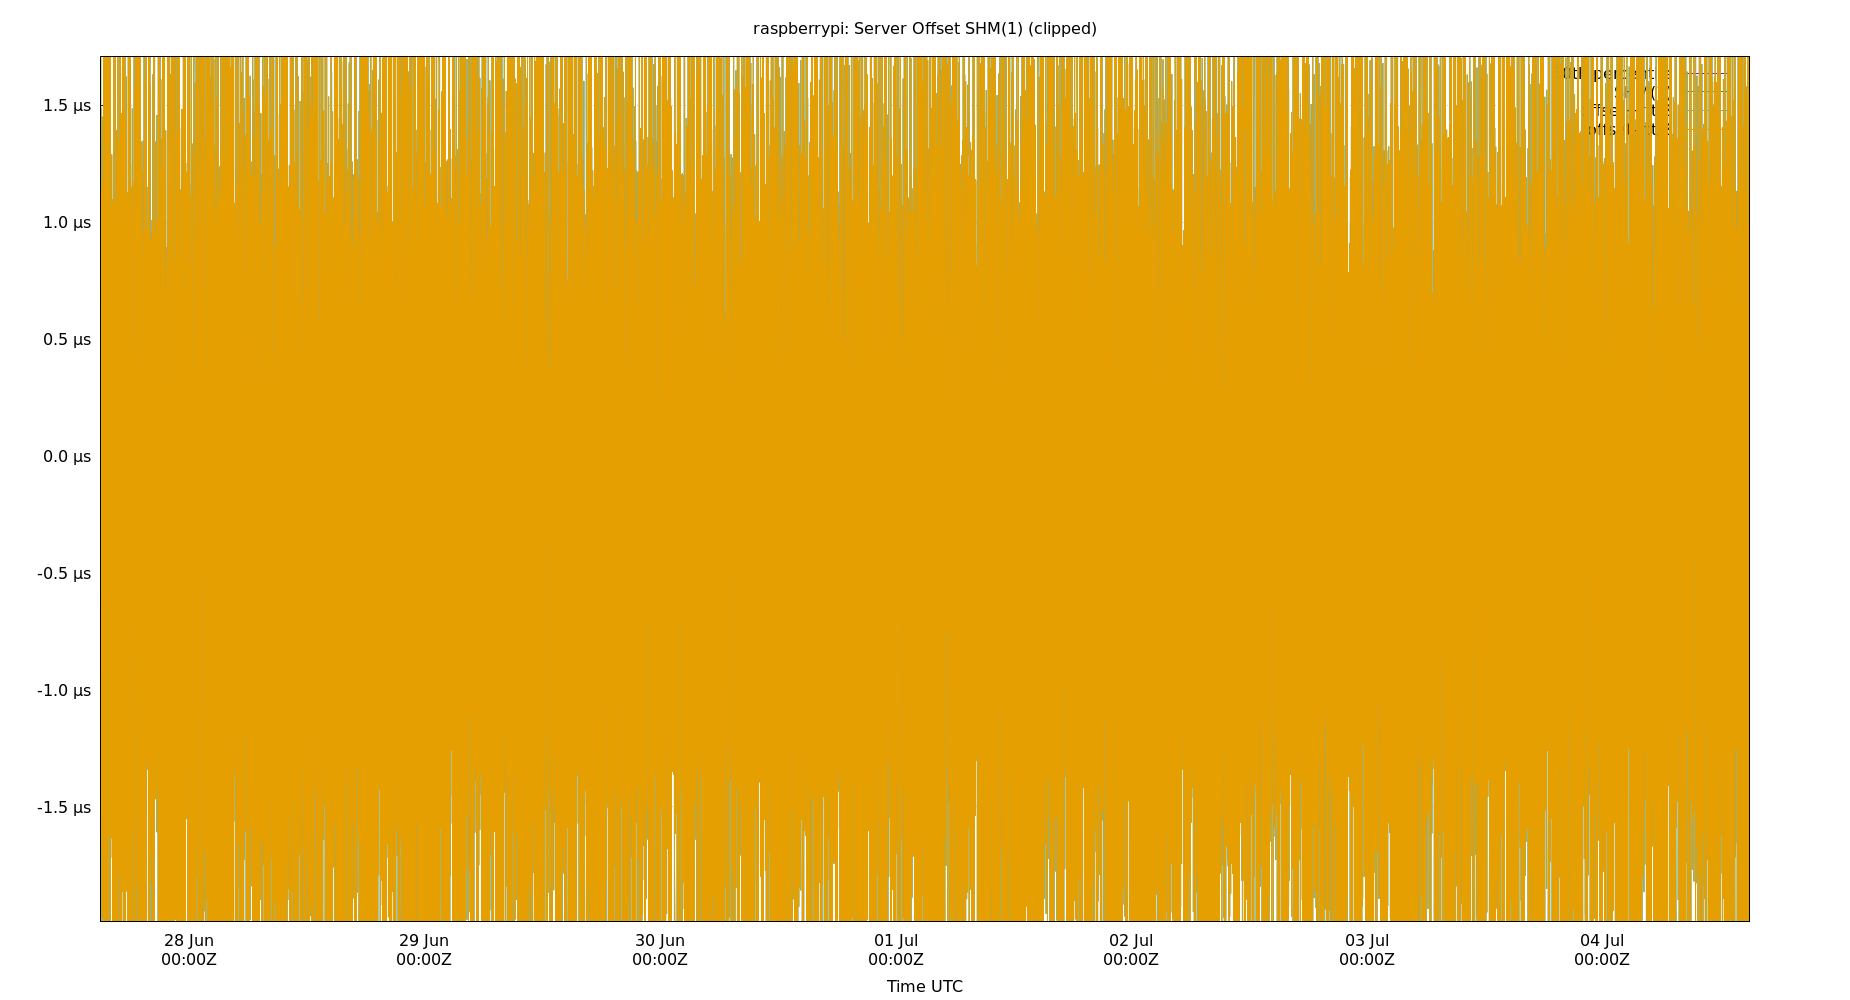 raspberrypi: Server Offset SHM(1) (clipped)
1.5 µs
1.0 µs
0.5 µs
0.0 µs
-0.5 µs
-1.0 µs
-1.5 µs
28 Jun 29 Jun 30 Jun 01 Jul 02 Jul 03 Jul 04 Jul
00:00Z 00:00Z 00:00Z 00:00Z 00:00Z 00:00Z 00:00Z
Time UTC